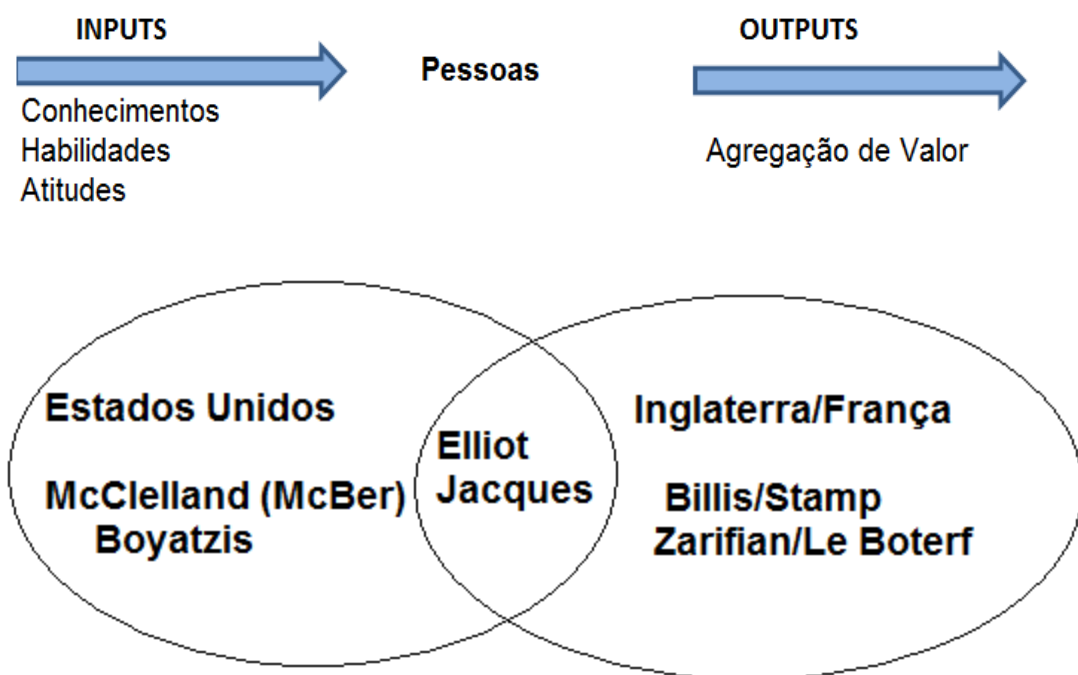 INPUTS
Pessoas
OUTPUTS
Conhecimentos
Habilidades
Atitudes
Agregação de Valor
Estados Unidos
McClelland (McBer)
Boyatzis
Elliot
Jacques
Inglaterra/França
Billis/Stamp
Zarifian/Le Boterf